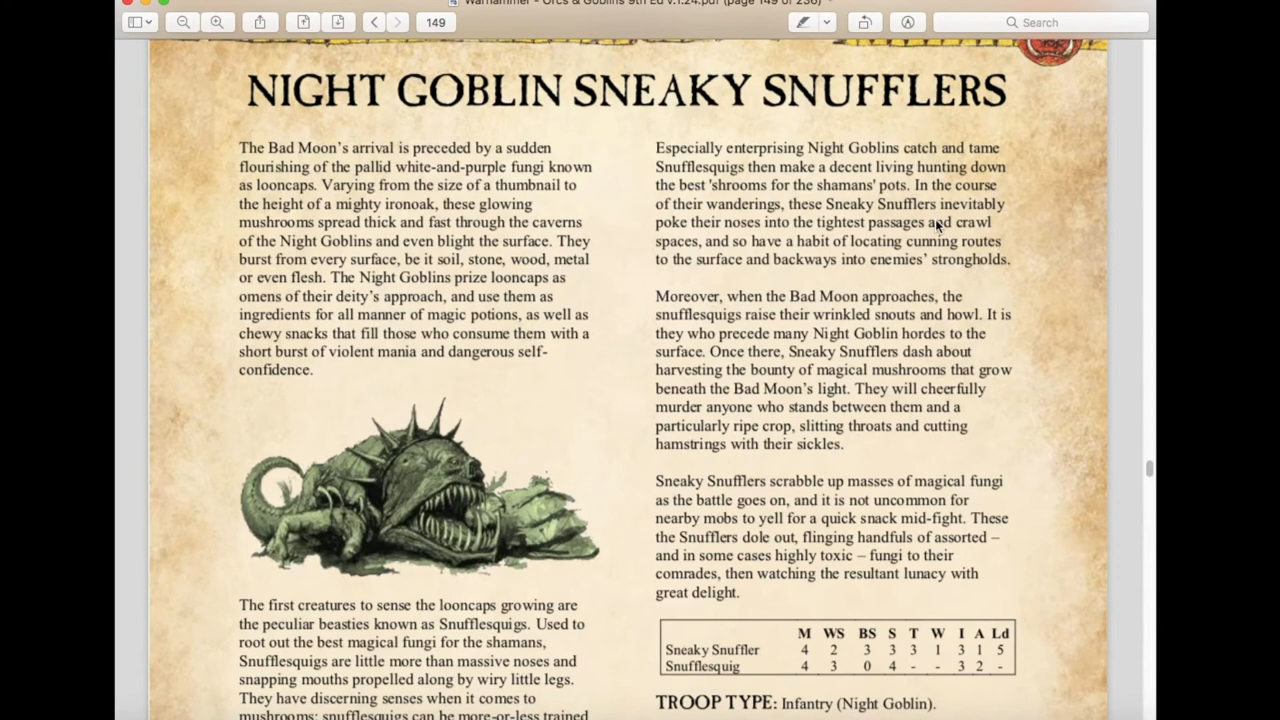 Warhammer - Orcs & Goblins 9th Ed v.1.24.pdf (page 149 of 236)
149
Search
NIGHT GOBLIN SNEAKY SNUFFLERS
The Bad Moon’s arrival is preceded by a sudden
flourishing of the pallid white-and-purple fungi known
as looncaps. Varying from the size of a thumbnail to
the height of a mighty ironoak, these glowing
mushrooms spread thick and fast through the caverns
of the Night Goblins and even blight the surface. They
burst from every surface, be it soil, stone, wood, metal
or even flesh. The Night Goblins prize looncaps as
omens of their deity’s approach, and use them as
ingredients for all manner of magic potions, as well as
chewy snacks that fill those who consume them with a
short burst of violent mania and dangerous self-
confidence.
The first creatures to sense the looncaps growing are
the peculiar beasties known as Snufflesquigs. Used to
root out the best magical fungi for the shamans,
Snufflesquigs are little more than massive noses and
snapping mouths propelled along by wiry little legs.
They have discerning senses when it comes to
mushrooms; snufflesquigs can be more-or-less trained
Especially enterprising Night Goblins catch and tame
Snufflesquigs then make a decent living hunting down
the best 'shrooms for the shamans' pots. In the course
of their wanderings, these Sneaky Snufflers inevitably
poke their noses into the tightest passages and crawl
spaces, and so have a habit of locating cunning routes
to the surface and backways into enemies’ strongholds.
Moreover, when the Bad Moon approaches, the
snufflesquigs raise their wrinkled snouts and howl. It is
they who precede many Night Goblin hordes to the
surface. Once there, Sneaky Snufflers dash about
harvesting the bounty of magical mushrooms that grow
beneath the Bad Moon’s light. They will cheerfully
murder anyone who stands between them and a
particularly ripe crop, slitting throats and cutting
hamstrings with their sickles.
Sneaky Snufflers scrabble up masses of magical fungi
as the battle goes on, and it is not uncommon for
nearby mobs to yell for a quick snack mid-fight. These
the Snufflers dole out, flinging handfuls of assorted –
and in some cases highly toxic – fungi to their
comrades, then watching the resultant lunacy with
great delight.
M WS BS S T W I A Ld
Sneaky Snuffler 4 2 3 3 3 1 3 1 5
Snufflesquig 4 3 0 4 - - 3 2 -
TROOP TYPE: Infantry (Night Goblin).